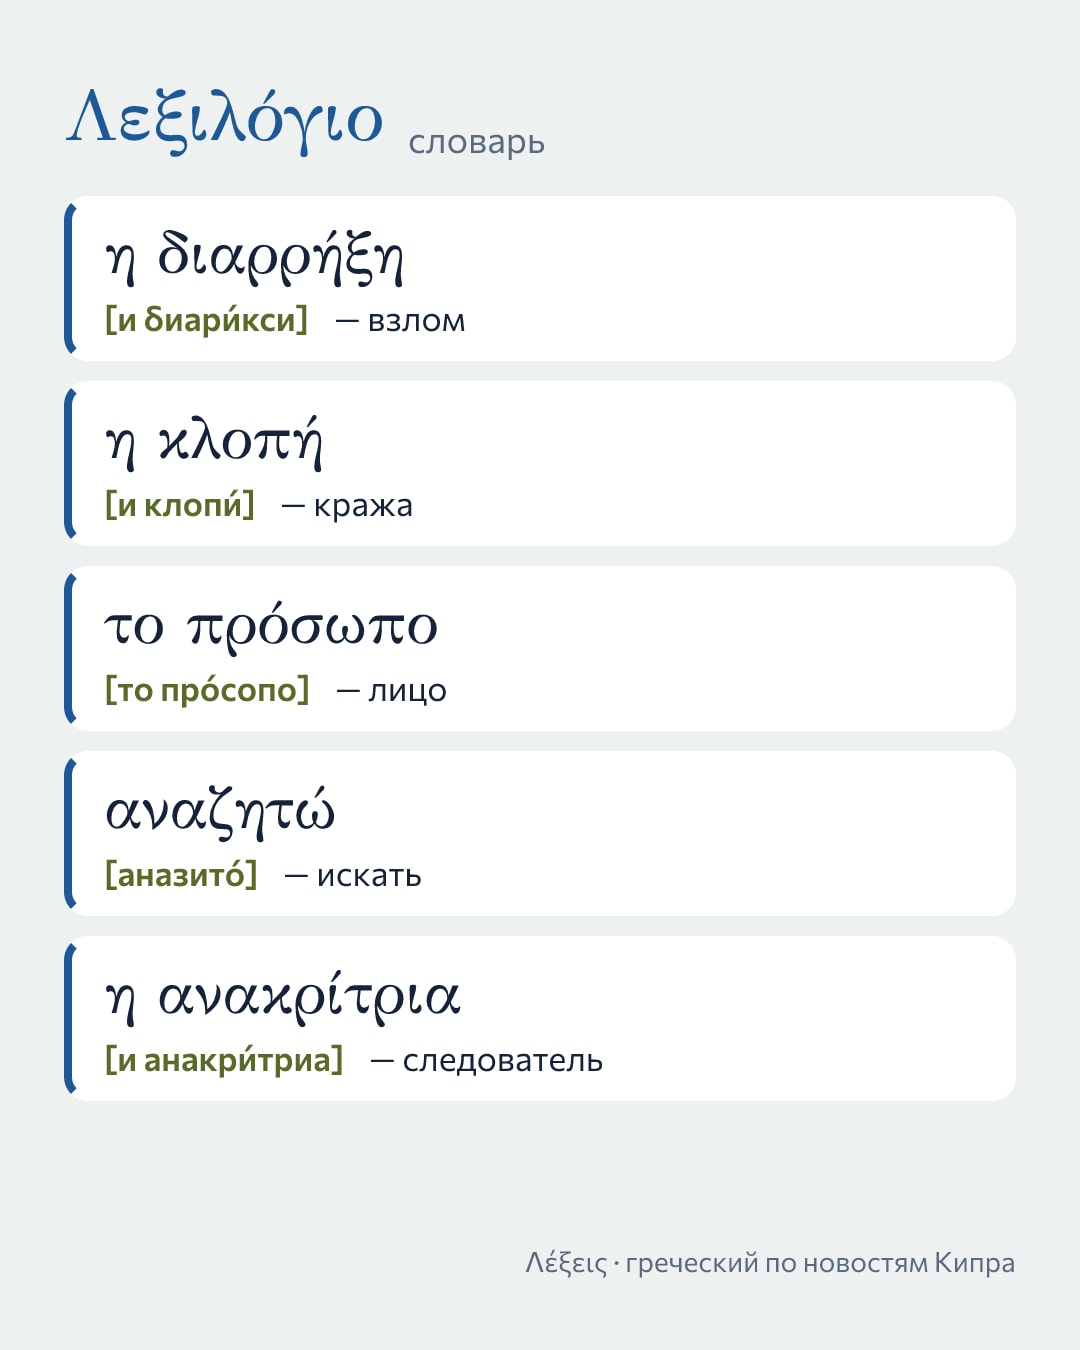 Λεξιλόγιο словарь
η διαρρήξη
[и δиари́кси] — взлом
η κλοπή
[и клопи́] — кража
το πρόσωπο
[то про́сопо] — лицо
αναζητώ
[аназито́] — искать
η ανακρίτρια
[и анакри́триа] — следователь
Λέξεις · греческий по новостям Кипра